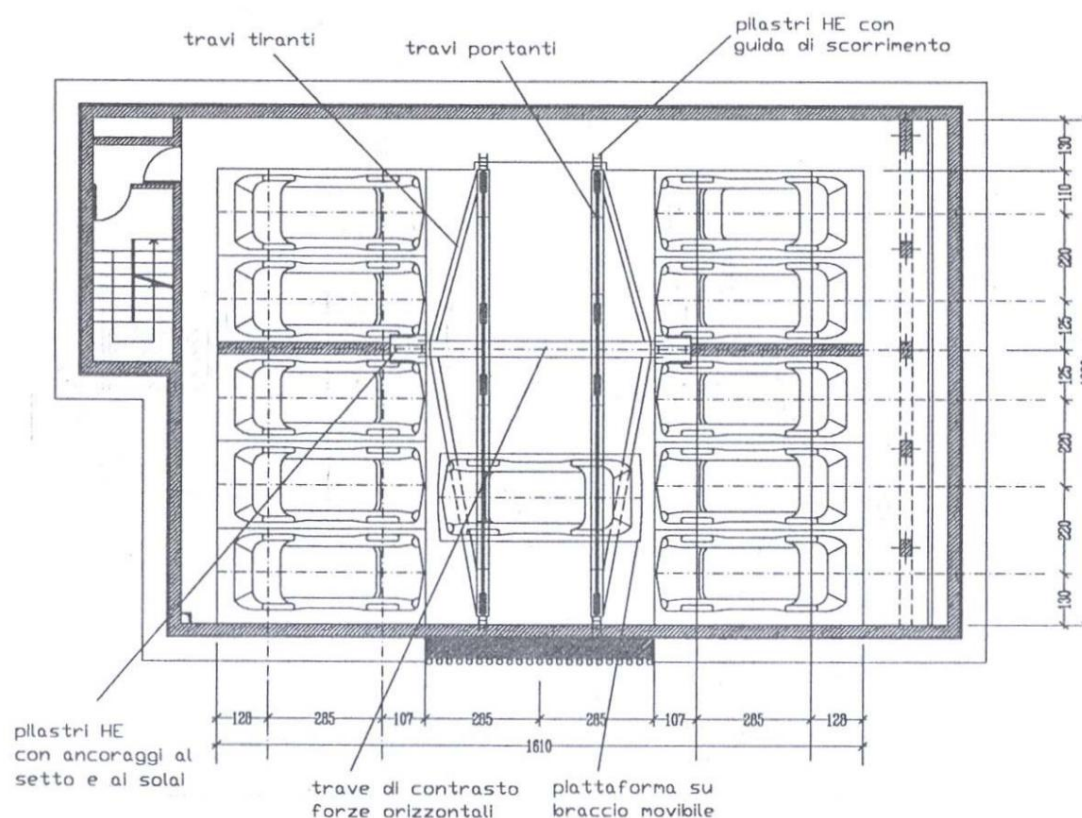 travi tiranti
travi portanti
pilastri HE con
guida di scorrimento
130
110
220
125
125
220
220
130
128
285
107
285
285
107
285
128
1610
pilastri HE
con ancoraggi al
setto e ai solai
trave di contrasto
forze orizzontali
piattaforma su
braccio movibile